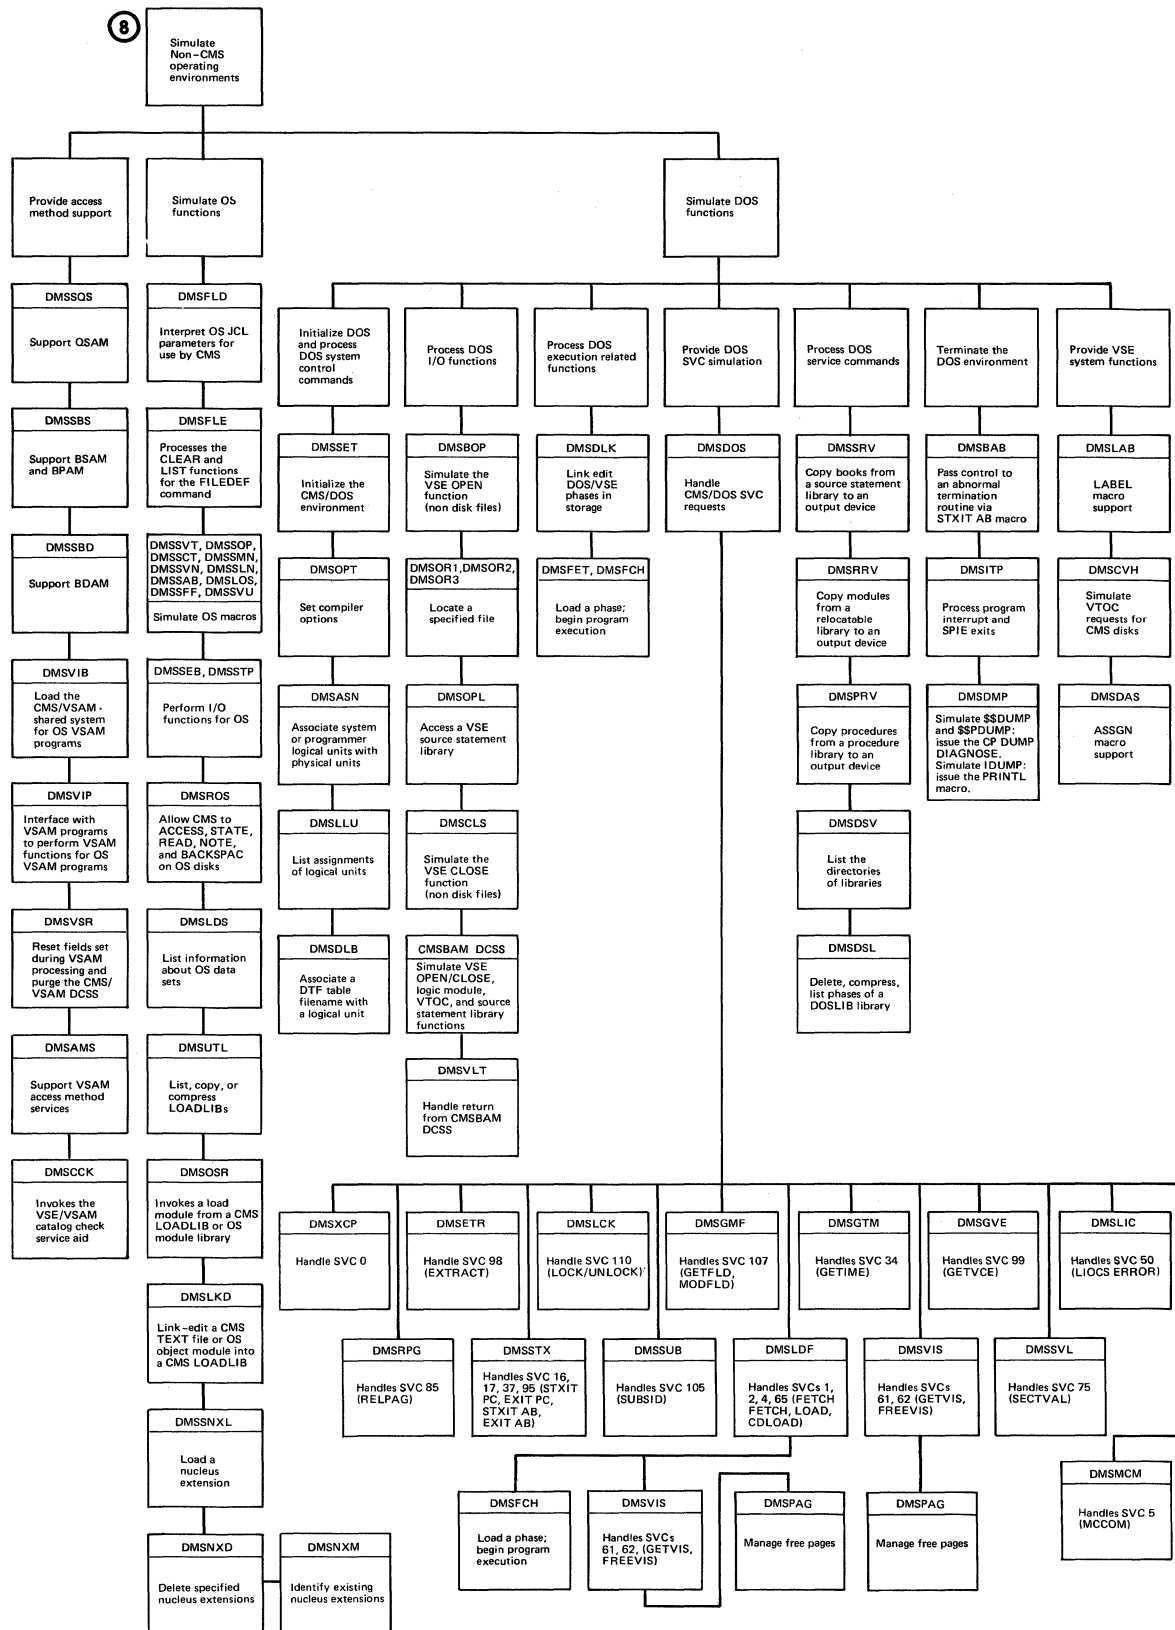 8
Simulate
Non-CMS
operating
environments
Provide access
method support
Simulate OS
functions
Simulate DOS
functions
DMSSQS
Support QSAM
DMSSBS
Support BSAM
and BPAM
DMSSBD
Support BDAM
DMSVIB
Load the
CMS/VSAM -
shared system
for OS VSAM
programs
DMSVIP
Interface with
VSAM programs
to perform VSAM
functions for OS
VSAM programs
DMSVSR
Reset fields set
during VSAM
processing and
purge the CMS/
VSAM DCSS
DMSAMS
Support VSAM
access method
services
DMSCCK
Invokes the
VSE/VSAM
catalog check
service aid
DMSFLD
Interpret OS JCL
parameters for
use by CMS
DMSFLE
Processes the
CLEAR and
LIST functions
for the FILEDEF
command
DMSSVT, DMSSOP,
DMSSCT, DMSSMN,
DMSSVN, DMSSLN,
DMSSAB, DMSLOS,
DMSSFF, DMSSVU
Simulate OS macros
DMSSEB, DMSSTP
Perform I/O
functions for OS
DMSROS
Allow CMS to
ACCESS, STATE,
READ, NOTE,
and BACKSPAC
on OS disks
DMSLDS
List information
about OS data
sets
DMSUTL
List, copy, or
compress
LOADLIBs
DMSOSR
Invokes a load
module from a CMS
LOADLIB or OS
module library
DMSLKD
Link-edit a CMS
TEXT file or OS
object module into
a CMS LOADLIB
DMSSNXL
Load a
nucleus
extension
DMSNXD
Delete specified
nucleus extensions
DMSNXM
Identify existing
nucleus extensions
Initialize DOS
and process
DOS system
control
commands
DMSSET
Initialize the
CMS/DOS
environment
DMSOPT
Set compiler
options
DMSASN
Associate system
or programmer
logical units with
physical units
DMSLLU
List assignments
of logical units
DMSDLB
Associate a
DTF table
filename with
a logical unit
Process DOS
I/O functions
DMSBOP
Simulate the
VSE OPEN
function
(non disk files)
DMSOR1,DMSOR2,
DMSOR3
Locate a
specified file
DMSOPL
Access a VSE
source statement
library
DMSCLS
Simulate the
VSE CLOSE
function
(non disk files)
CMSBAM DCSS
Simulate VSE
OPEN/CLOSE,
logic module,
VTOC, and source
statement library
functions
DMSVLT
Handle return
from CMSBAM
DCSS
Process DOS
execution related
functions
DMSDLK
Link edit
DOS/VSE
phases in
storage
DMSFET, DMSFCH
Load a phase;
begin program
execution
Provide DOS
SVC simulation
DMSDOS
Handle
CMS/DOS SVC
requests
Process DOS
service commands
DMSSRV
Copy books from
a source statement
library to an
output device
DMSRRV
Copy modules
from a
relocatable
library to an
output device
DMSPRV
Copy procedures
from a procedure
library to an
output device
DMSDSV
List the
directories
of libraries
DMSDSL
Delete, compress,
list phases of a
DOSLIB library
Terminate the
DOS environment
DMSBAB
Pass control to
an abnormal
termination
routine via
STXIT AB macro
DMSITP
Process program
interrupt and
SPIE exits
DMSDMP
Simulate $$DUMP
and $$PDUMP:
issue the CP DUMP
DIAGNOSE.
Simulate IDUMP:
issue the PRINTL
macro.
Provide VSE
system functions
DMSLAB
LABEL
macro
support
DMSCVH
Simulate
VTOC
requests for
CMS disks
DMSDAS
ASSGN
macro
support
DMSXCP
Handle SVC 0
DMSETR
Handle SVC 98
(EXTRACT)
DMSLCK
Handle SVC 110
(LOCK/UNLOCK)
DMSGMF
Handle SVC 107
(GETFLD,
MODFLD)
DMSGTM
Handle SVC 34
(GETIME)
DMSGVE
Handle SVC 99
(GETVCE)
DMSLIC
Handle SVC 50
(LIOCS ERROR)
DMSRPG
Handles SVC 85
(RELPAG)
DMSSTX
Handles SVC 16,
17, 37, 95 (STXIT
PC, EXIT PC,
STXIT AB,
EXIT AB)
DMSSUB
Handles SVC 105
(SUBSID)
DMSLDF
Handles SVCs 1,
2, 4, 65 (FETCH
FETCH, LOAD,
CDLOAD)
DMSVIS
Handles SVCs
61, 62 (GETVIS,
FREEVIS)
DMSSVL
Handles SVC 75
(SECTVAL)
DMSFCH
Load a phase;
begin program
execution
DMSVIS
Handles SVCs
61, 62, (GETVIS,
FREEVIS)
DMSPAG
Manage free pages
DMSPAG
Manage free pages
DMSMCM
Handles SVC 5
(MCCOM)